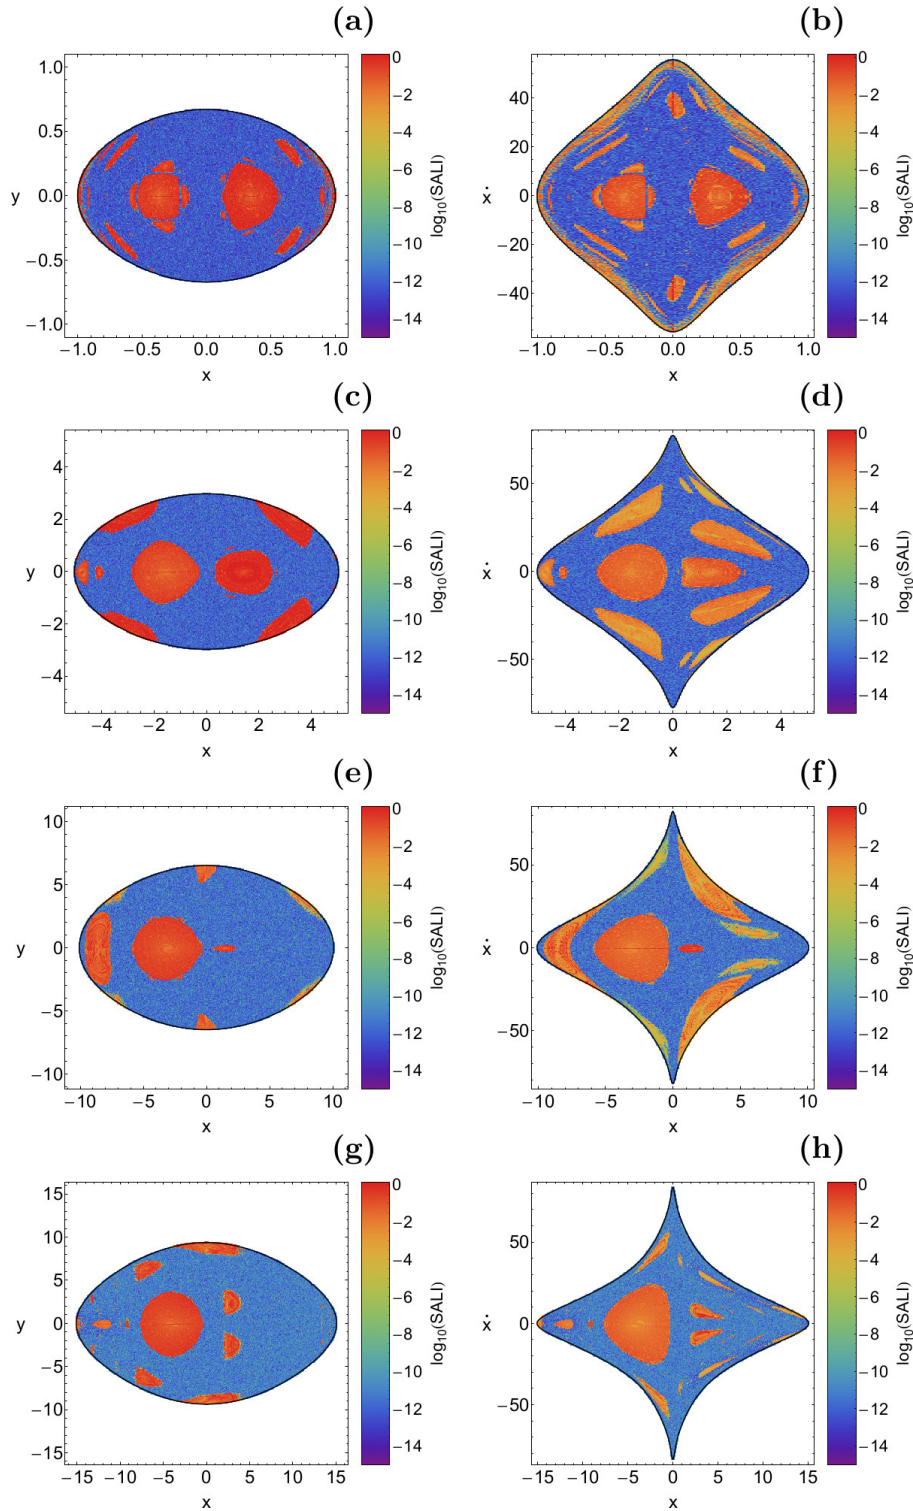 (a)
1.0
0.5
0.0
−0.5
−1.0
y
−1.0 −0.5 0.0 0.5 1.0
x
0
−2
−4
−6
−8
−10
−12
−14
log₁₀(SALI)
(b)
40
20
0
−20
−40
ẋ
−1.0 −0.5 0.0 0.5 1.0
x
0
−2
−4
−6
−8
−10
−12
−14
log₁₀(SALI)
(c)
4
2
0
−2
−4
y
−4 −2 0 2 4
x
0
−2
−4
−6
−8
−10
−12
−14
log₁₀(SALI)
(d)
50
0
−50
ẋ
−4 −2 0 2 4
x
0
−2
−4
−6
−8
−10
−12
−14
log₁₀(SALI)
(e)
10
5
0
−5
−10
y
−10 −5 0 5 10
x
0
−2
−4
−6
−8
−10
−12
−14
log₁₀(SALI)
(f)
50
0
−50
ẋ
−10 −5 0 5 10
x
0
−2
−4
−6
−8
−10
−12
−14
log₁₀(SALI)
(g)
15
10
5
0
−5
−10
−15
y
−15 −10 −5 0 5 10 15
x
0
−2
−4
−6
−8
−10
−12
−14
log₁₀(SALI)
(h)
50
0
−50
ẋ
−15 −10 −5 0 5 10 15
x
0
−2
−4
−6
−8
−10
−12
−14
log₁₀(SALI)